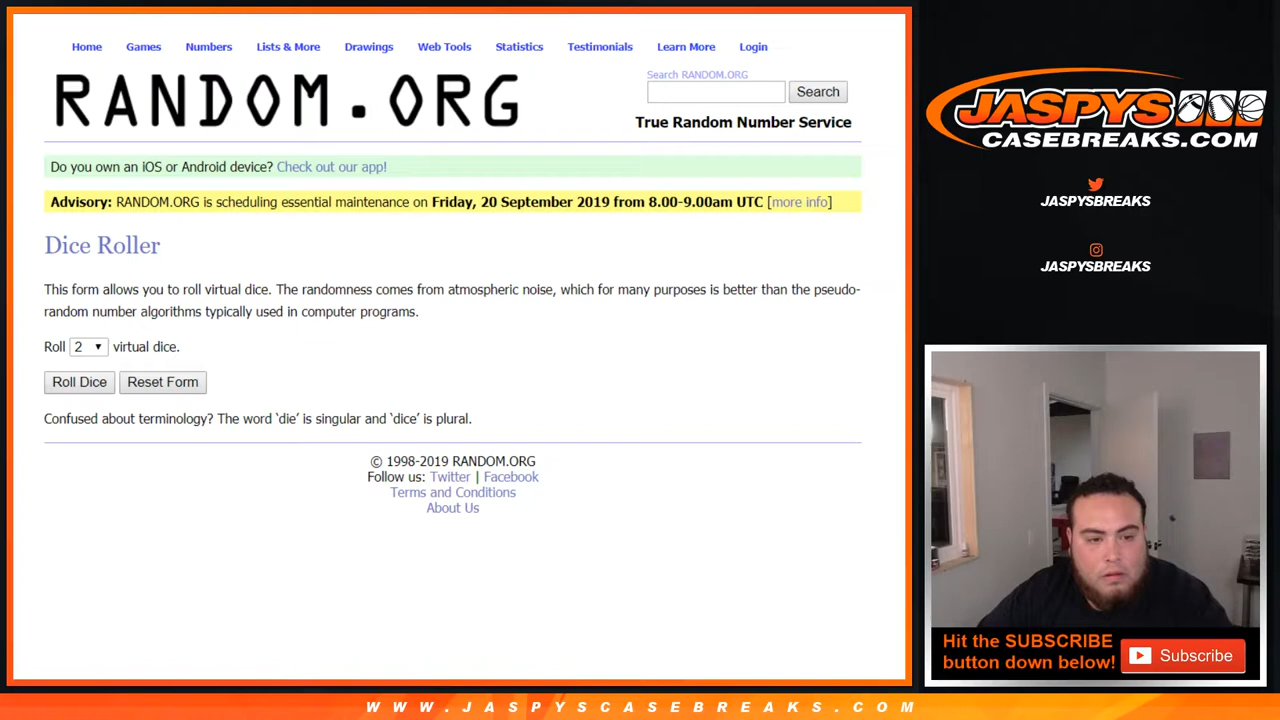 Home Games Numbers Lists & More Drawings Web Tools Statistics Testimonials Learn More Login
RANDOM.ORG
Search RANDOM.ORG
Search
True Random Number Service
Do you own an iOS or Android device? Check out our app!
Advisory: RANDOM.ORG is scheduling essential maintenance on Friday, 20 September 2019 from 8.00-9.00am UTC [more info]
Dice Roller
This form allows you to roll virtual dice. The randomness comes from atmospheric noise, which for many purposes is better than the pseudo-
random number algorithms typically used in computer programs.
Roll 2 virtual dice.
Roll Dice Reset Form
Confused about terminology? The word ‘die’ is singular and ‘dice’ is plural.
© 1998-2019 RANDOM.ORG
Follow us: Twitter | Facebook
Terms and Conditions
About Us
JASPYS
CASEBREAKS.COM
JASPYSBREAKS
JASPYSBREAKS
Hit the SUBSCRIBE
button down below!
Subscribe
WWW.JASPYSCASEBREAKS.COM